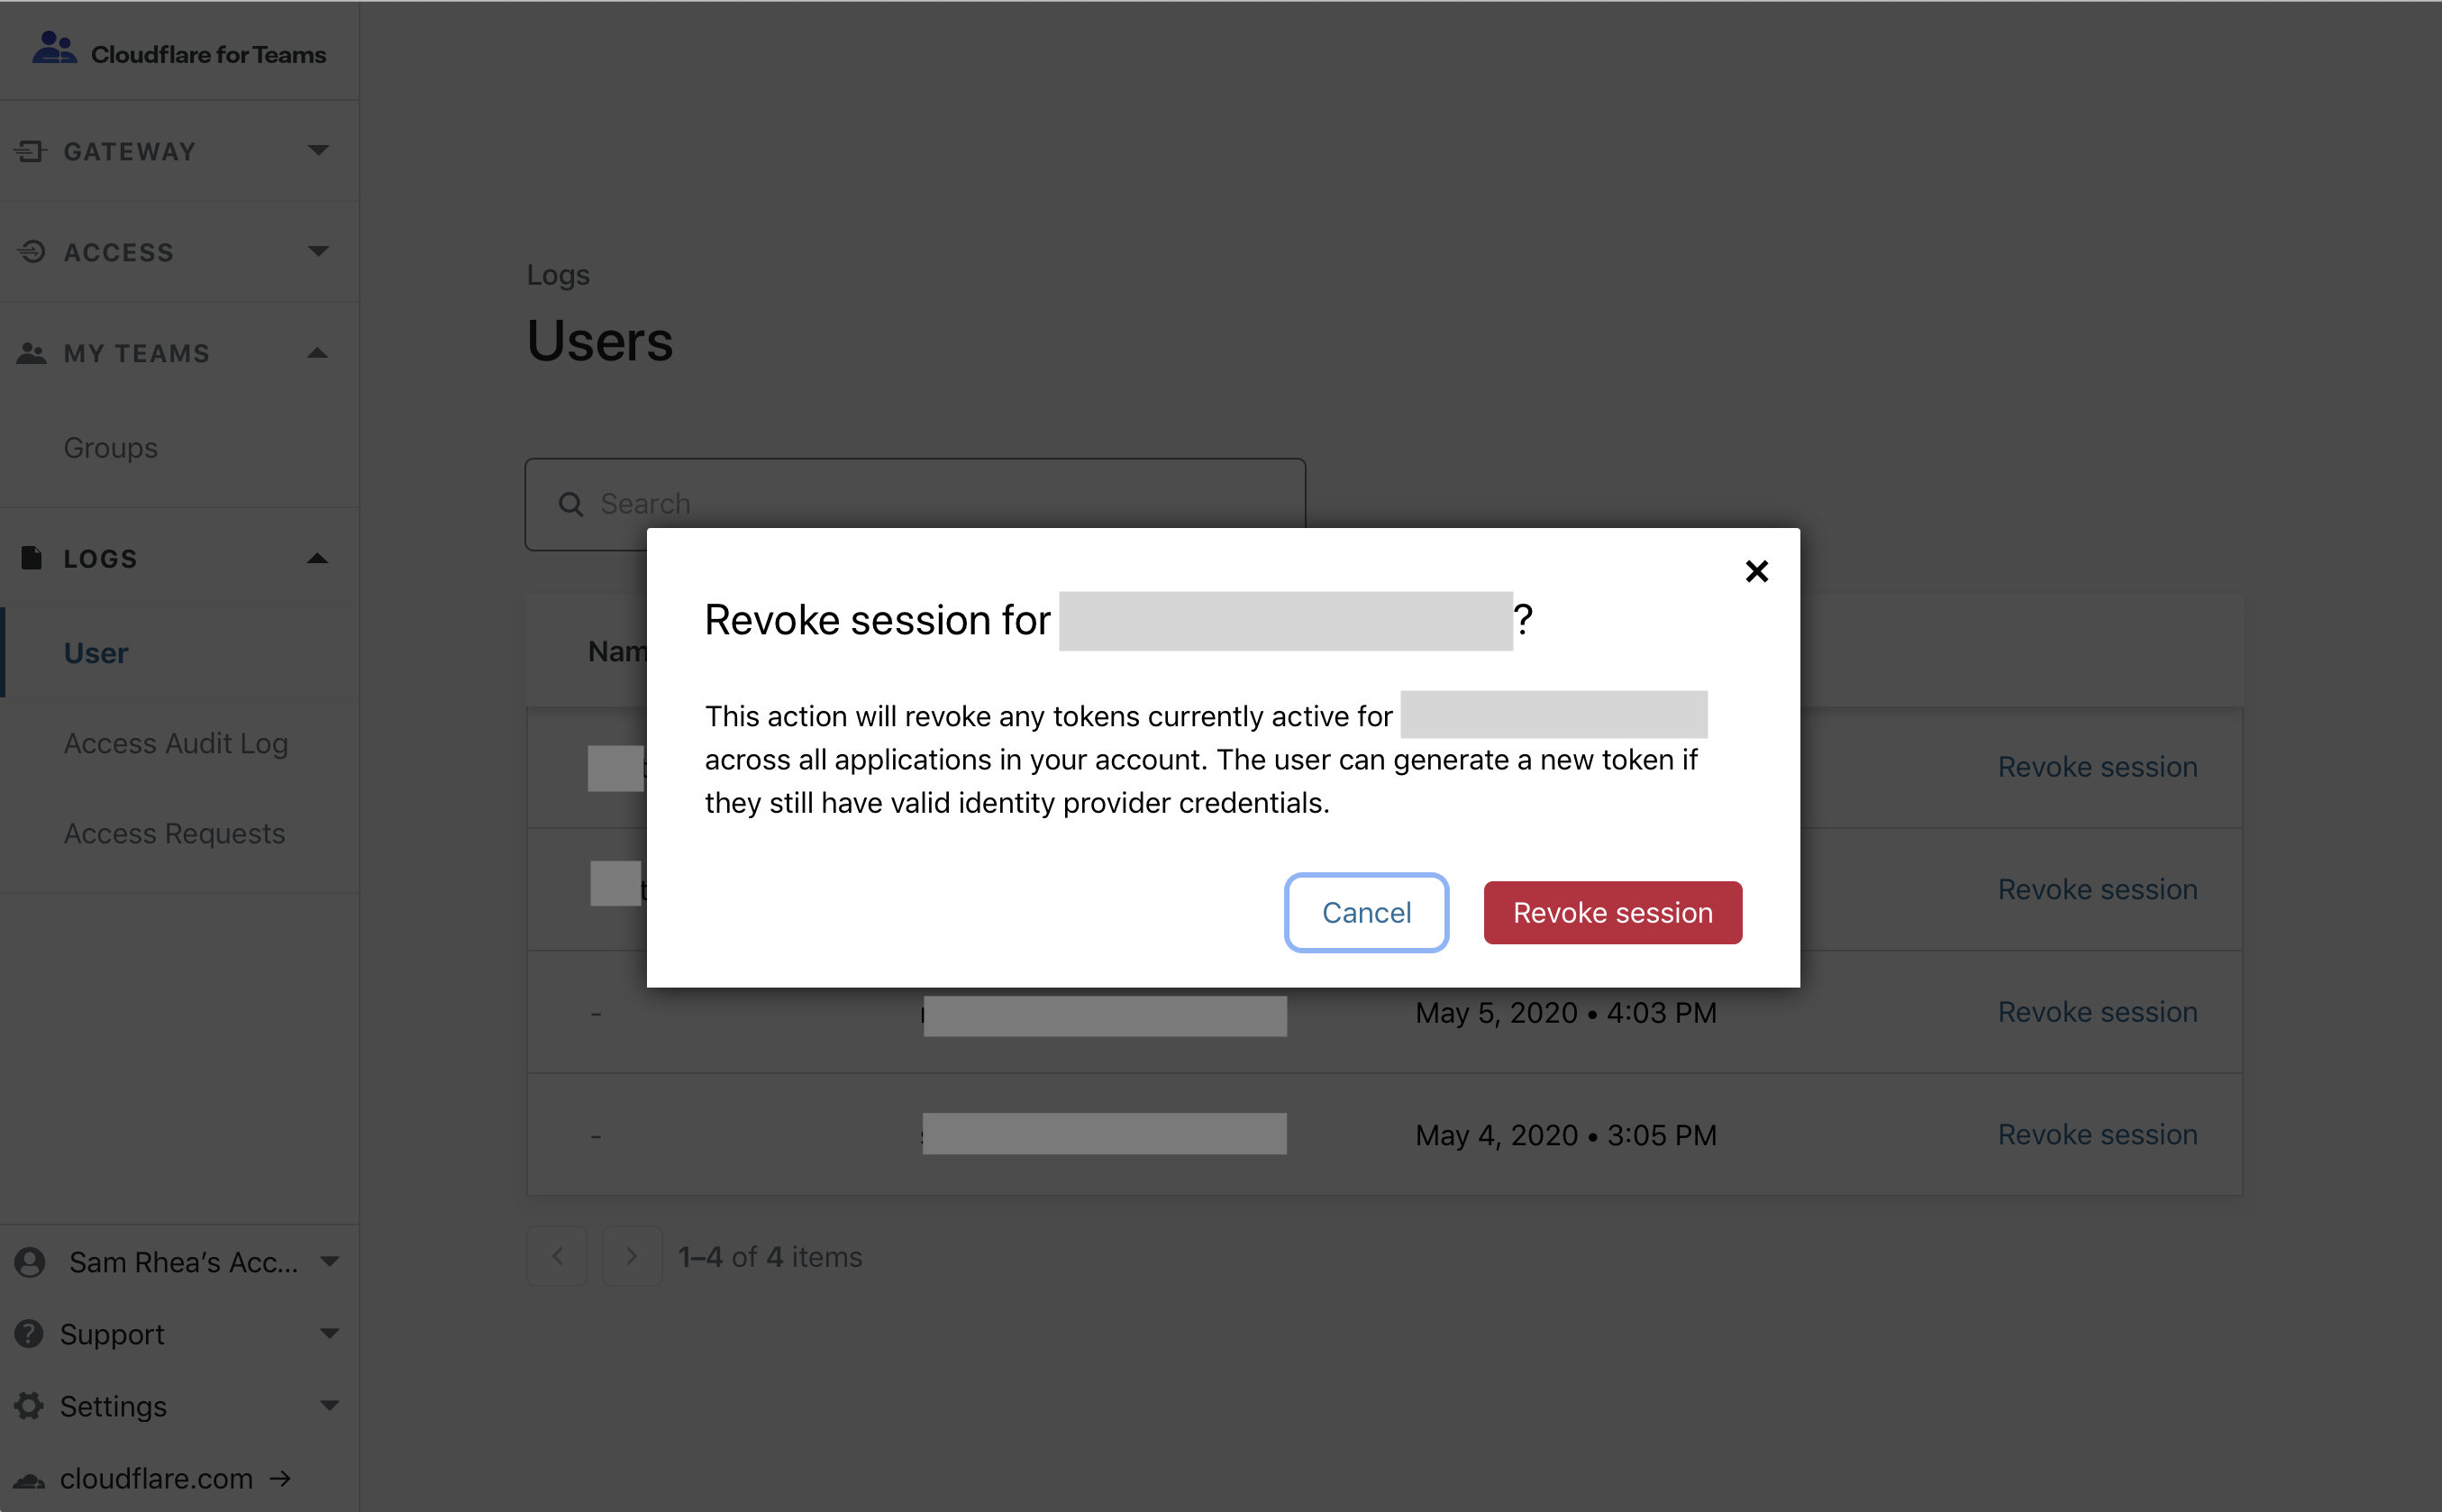 Cloudflare for Teams
GATEWAY
ACCESS
MY TEAMS
Groups
LOGS
User
Access Audit Log
Access Requests
Sam Rhea's Acc...
Support
Settings
cloudflare.com →
Logs
Users
Search
Revoke session for ?
This action will revoke any tokens currently active for
across all applications in your account. The user can generate a new token if
they still have valid identity provider credentials.
Cancel
Revoke session
Revoke session
Revoke session
- May 5, 2020 • 4:03 PM Revoke session
- May 4, 2020 • 3:05 PM Revoke session
1–4 of 4 items